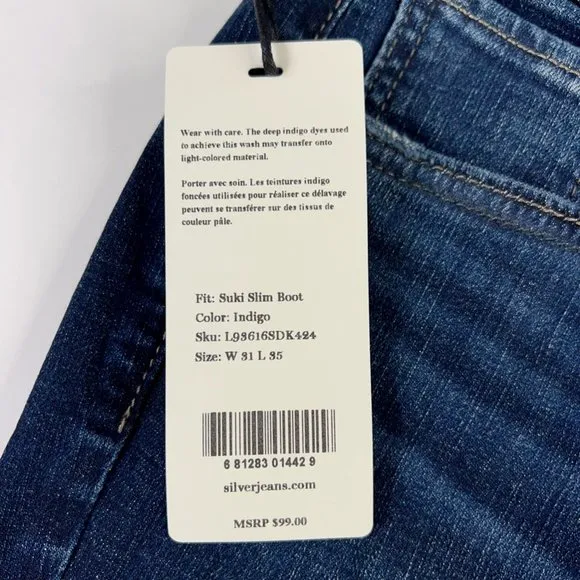 Wear with care. The deep indigo dyes used
to achieve this wash may transfer onto
light-colored material.
Porter avec soin. Les teintures indigo
foncées utilisées pour réaliser ce délavage
peuvent se transférer sur des tissus de
couleur pâle.
Fit: Suki Slim Boot
Color: Indigo
Sku: L93616SDK424
Size: W 31 L 35
6 81283 01442 9
silverjeans.com
MSRP $99.00